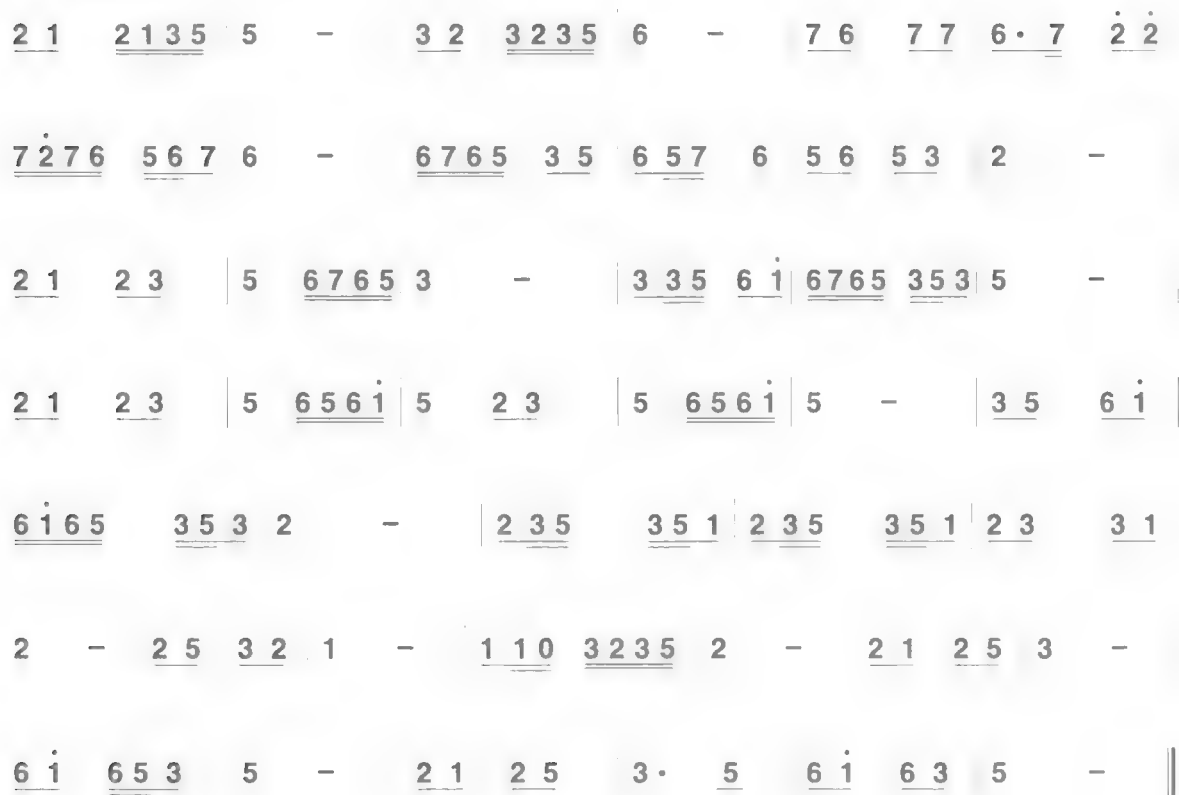 2 1 2 1 3 5 5 – 3 2 3 2 3 5 6 – 7 6 7 7 6 · 7 2̇ 2̇
7 2̇ 7 6 5 6 7 6 – 6 7 6 5 3 5 6 5 7 6 5 6 5 3 2 –
2 1 2 3 | 5 6 7 6 5 3 – | 3 3 5 6 1̇ | 6 7 6 5 3 5 3 | 5 – |
2 1 2 3 | 5 6 5 6 1̇ | 5 2 3 | 5 6 5 6 1̇ | 5 – | 3 5 6 1̇ |
6 1̇ 6 5 3 5 3 2 – | 2 3 5 3 5 1 | 2 3 5 3 5 1 | 2 3 3 1
2 – 2 5 3 2 1 – 1 1 0 3 2 3 5 2 – 2 1 2 5 3 –
6 1̇ 6 5 3 5 – 2 1 2 5 3 · 5 6 1̇ 6 3 5 – ‖